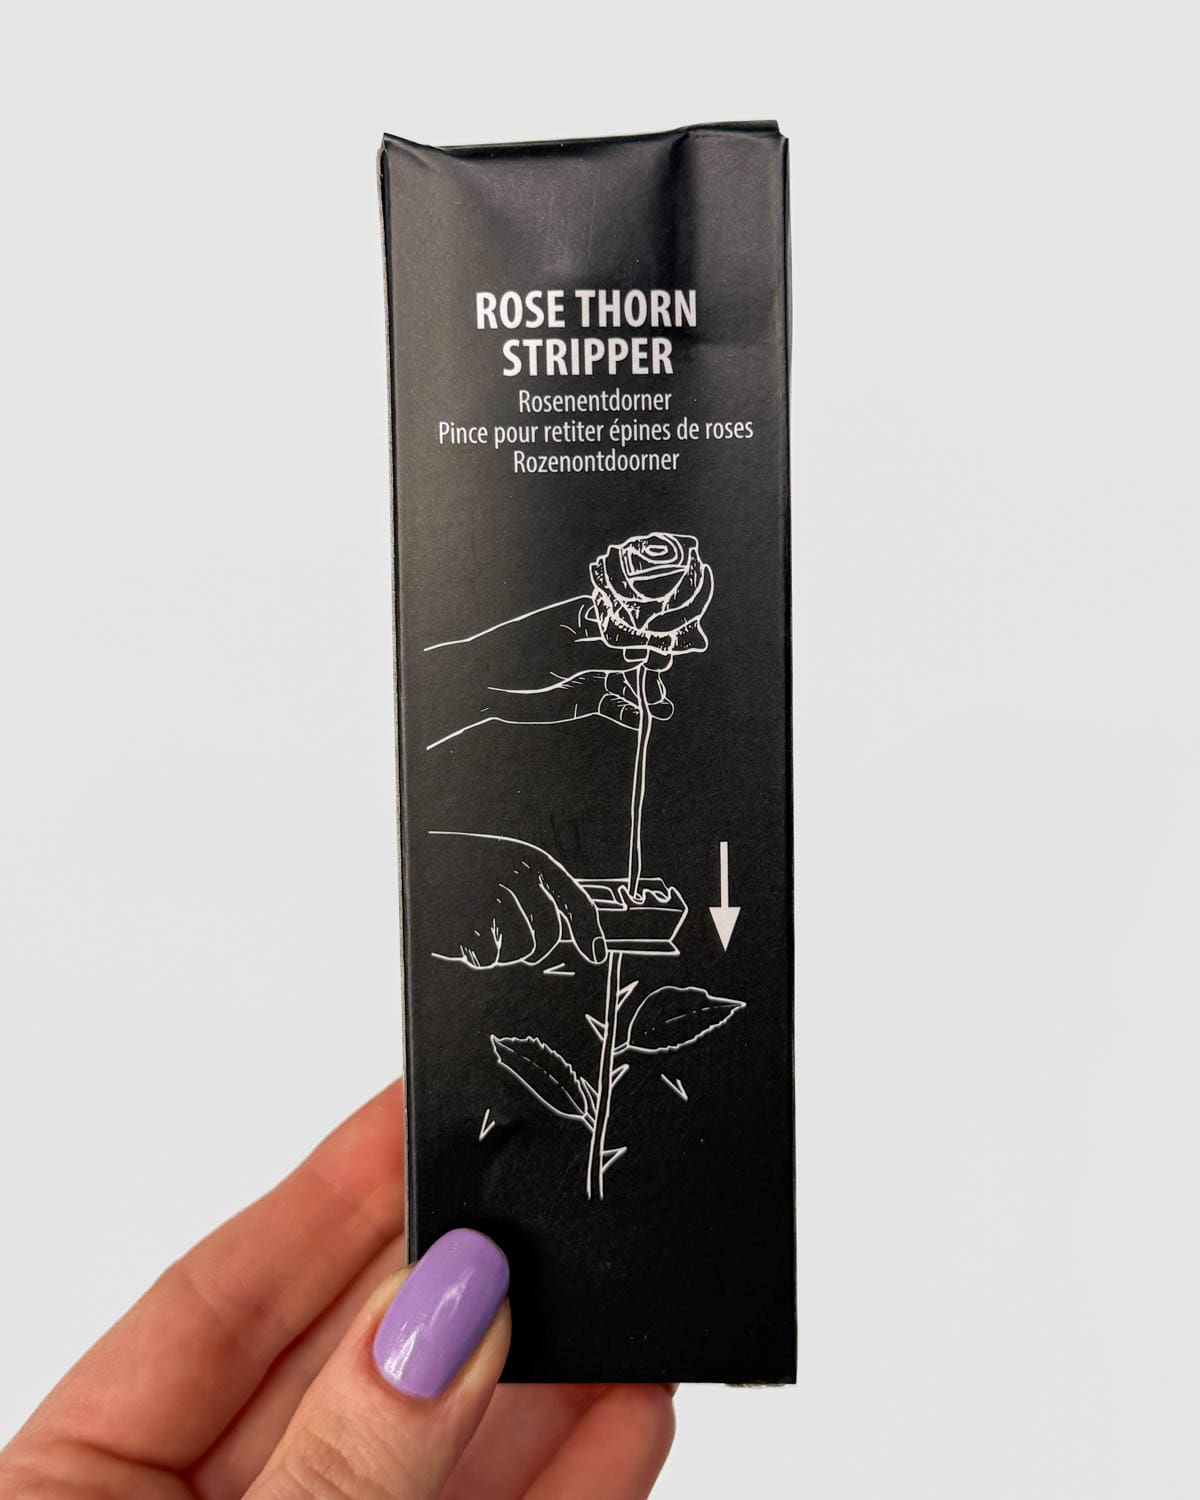 ROSE THORN
STRIPPER
Rosenentdorner
Pince pour retiter épines de roses
Rozenontdoorner